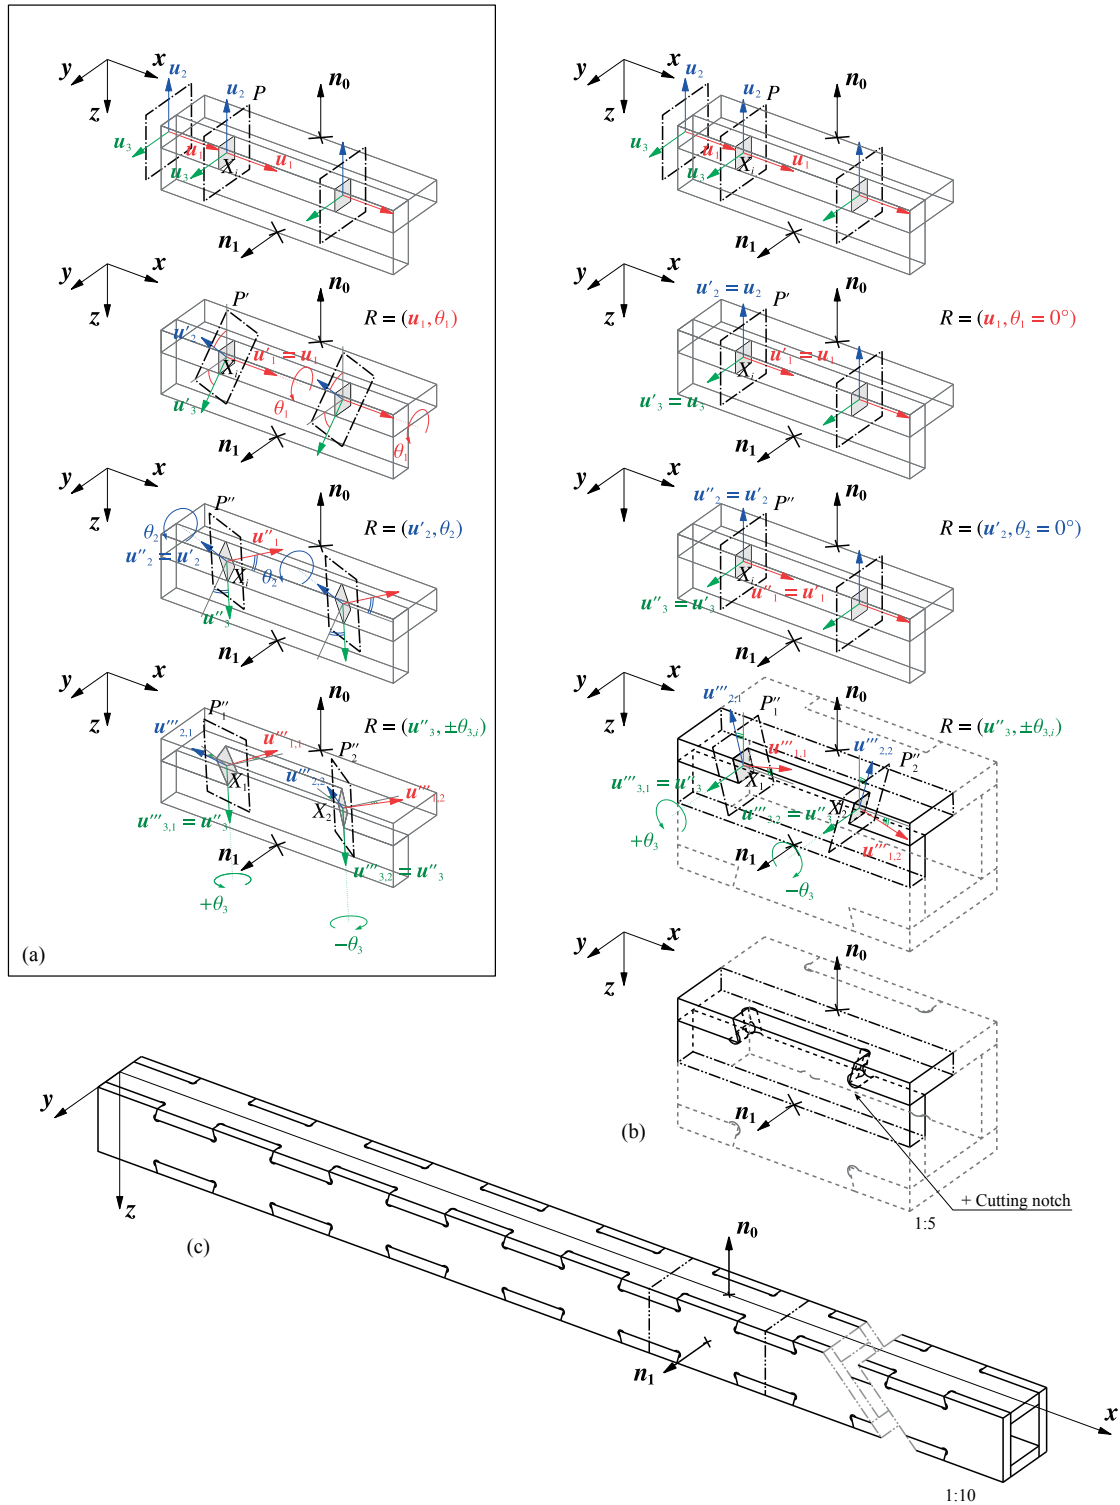 y x z u₂ P u₂ n₀ u₃ u₁ u₁ Xᵢ u₃ n₁
y x z P' n₀ R = (u₁, θ₁)
u'₂ u'₁ = u₁ Xᵢ u'₃ θ₁ θ₁ n₁
y x z P'' n₀ R = (u'₂, θ₂)
θ₂ u''₁ u''₂ = u'₂ Xᵢ θ₂ u''₃ n₁
y x z P''₁ n₀ R = (u''₃, ±θ₃,ᵢ)
u'''₂,₁ u'''₁,₁ P''₂ u'''₂,₂ X₁ u'''₁,₂ X₂
u'''₃,₁ = u''₃ n₁ u'''₃,₂ = u''₃
+θ₃
−θ₃
(a)
y x z u₂ P u₂ n₀ u₃ u₁ u₁ Xᵢ u₃ n₁
y x z u'₂ = u₂ P' n₀ R = (u₁, θ₁ = 0°)
u'₁ = u₁ Xᵢ u'₃ = u₃ n₁
y x z u''₂ = u'₂ P'' n₀ R = (u'₂, θ₂ = 0°)
Xᵢ u''₁ = u'₁ u''₃ = u'₃ n₁
y x z u'''₂,₁ P''₁ n₀ R = (u''₃, ±θ₃,ᵢ)
u'''₁,₁ u'''₂,₂ P''₂
u'''₃,₁ = u''₃ u'''₃,₂ = u''₃
+θ₃ n₁ u'''₁,₂
−θ₃
y x z n₀
n₁
(b)
+ Cutting notch
1:5
y z
(c)
n₀
n₁
x
1:10